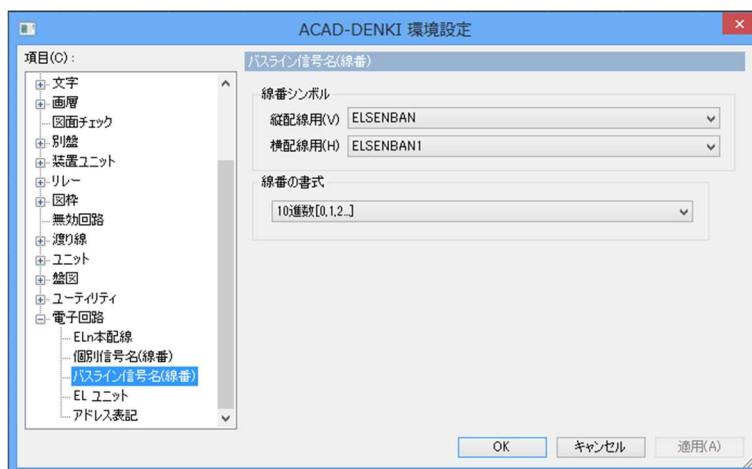 ACAD-DENKI 環境設定
項目(C):
文字
画層
図面チェック
別盤
装置ユニット
リレー
図枠
無効回路
渡り線
ユニット
盤図
ユーティリティ
電子回路
ELn本配線
個別信号名(線番)
バスライン信号名(線番)
EL ユニット
アドレス表記
バスライン信号名(線番)
線番シンボル
縦配線用(V) ELSENBAN
横配線用(H) ELSENBAN1
線番の書式
10進数[0,1,2...]
OK キャンセル 適用(A)